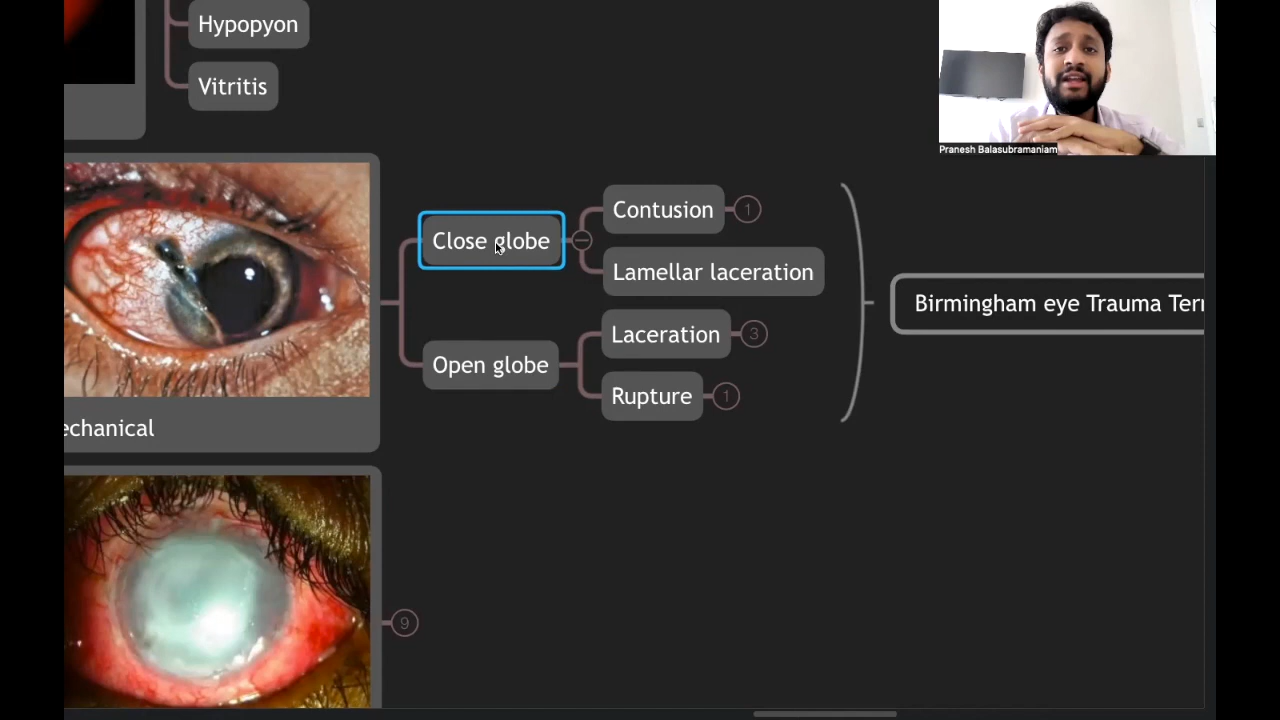 Hypopyon
Vitritis
Pranesh Balasubramaniam
Close globe
Contusion
1
Lamellar laceration
Open globe
Laceration
3
Rupture
1
Birmingham eye Trauma Terr
echanical
9